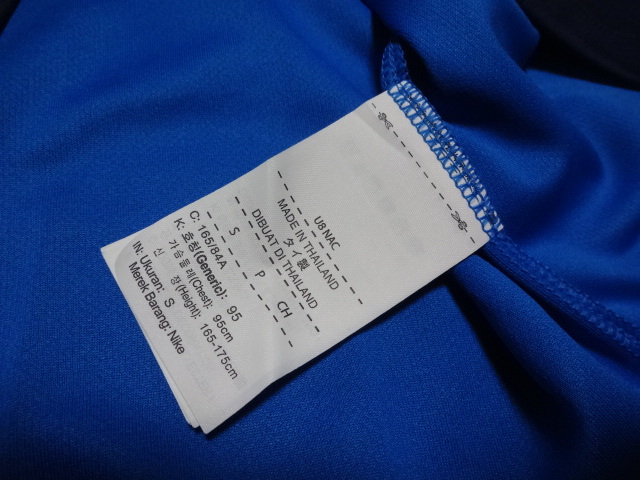 U8 NAC
MADE IN THAILAND
タイ製
DIBUAT DI THAILAND
S P CH
C: 165/84A
K: 호칭(Generic): 95
가슴둘레(Chest): 95cm
신 장(Height): 165-175cm
IN: Ukuran: S
Merek Barang: Nike